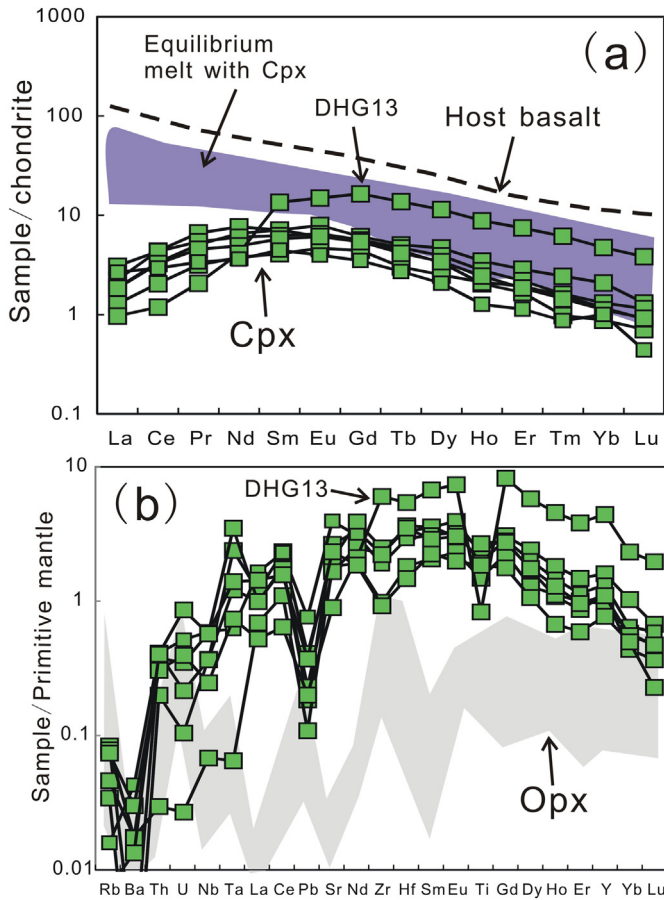 1000
100
10
1
0.1
Sample/chondrite
Equilibrium
melt with Cpx
(a)
DHG13
Host basalt
Cpx
La Ce Pr Nd Sm Eu Gd Tb Dy Ho Er Tm Yb Lu
10
1
0.1
0.01
Sample/Primitive mantle
(b)
DHG13
Opx
Rb Ba Th U Nb Ta La Ce Pb Sr Nd Zr Hf Sm Eu Ti Gd Dy Ho Er Y Yb Lu